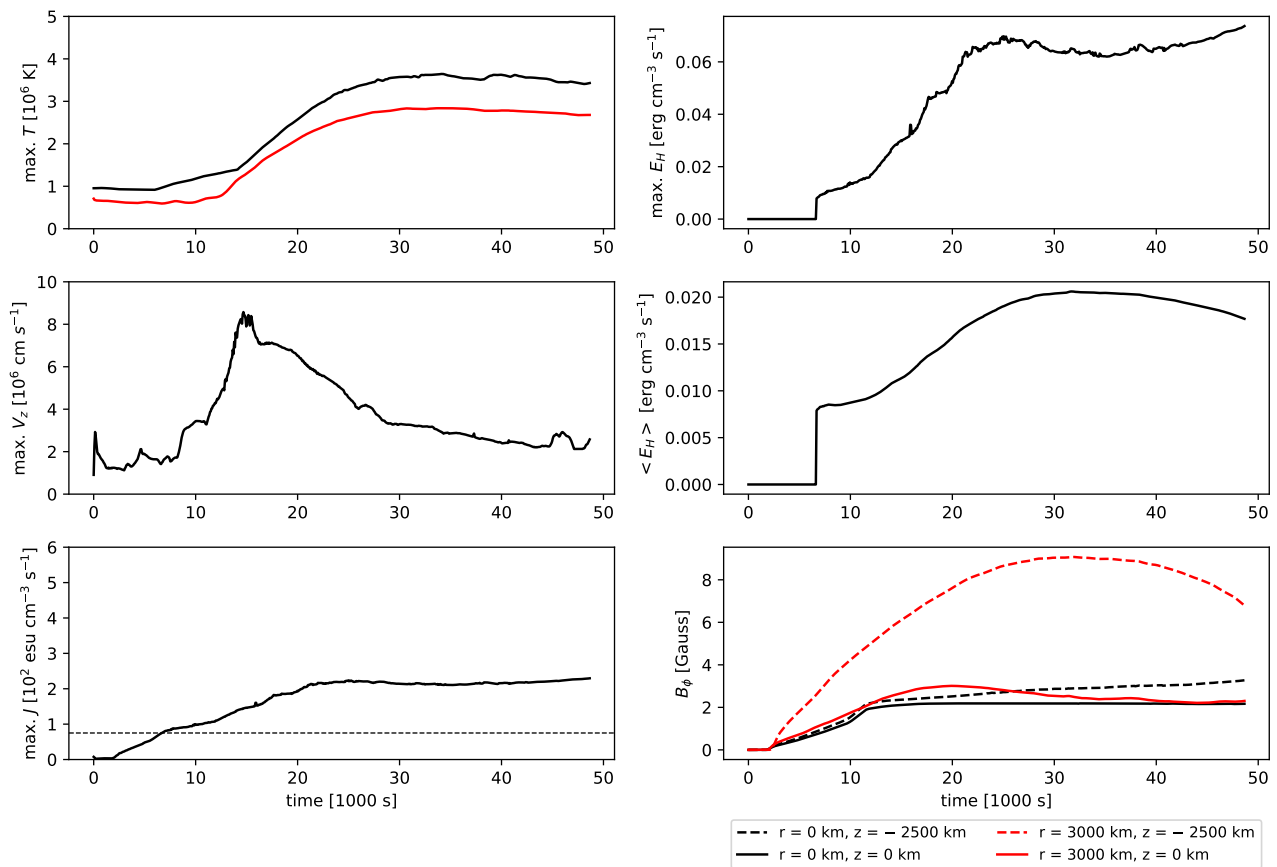 max. T [10⁶ K]
5
4
3
2
1
0
0 10 20 30 40 50
max. E_H [erg cm⁻³ s⁻¹]
0.06
0.04
0.02
0.00
0 10 20 30 40 50
max. V_z [10⁶ cm s⁻¹]
10
8
6
4
2
0
0 10 20 30 40 50
< E_H > [erg cm⁻³ s⁻¹]
0.020
0.015
0.010
0.005
0.000
0 10 20 30 40 50
max. J [10² esu cm⁻³ s⁻¹]
6
5
4
3
2
1
0
0 10 20 30 40 50
time [1000 s]
B_ϕ [Gauss]
8
6
4
2
0
0 10 20 30 40 50
time [1000 s]
r = 0 km, z = − 2500 km
r = 0 km, z = 0 km
r = 3000 km, z = − 2500 km
r = 3000 km, z = 0 km